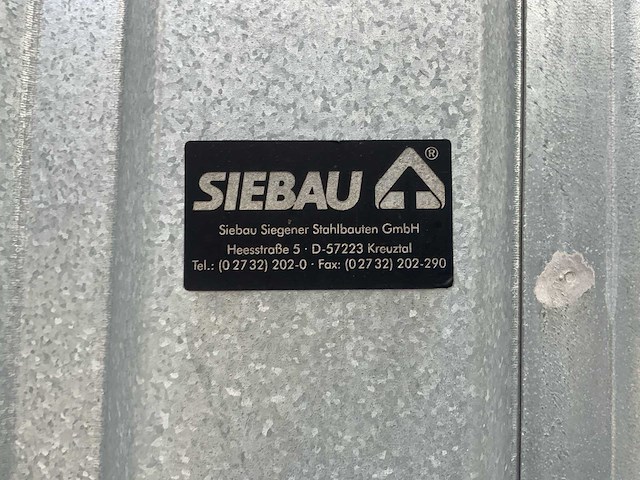 SIEBAU ®
Siebau Siegener Stahlbauten GmbH
Heesstraße 5 · D-57223 Kreuztal
Tel.: (0 27 32) 202-0 · Fax: (0 27 32) 202-290